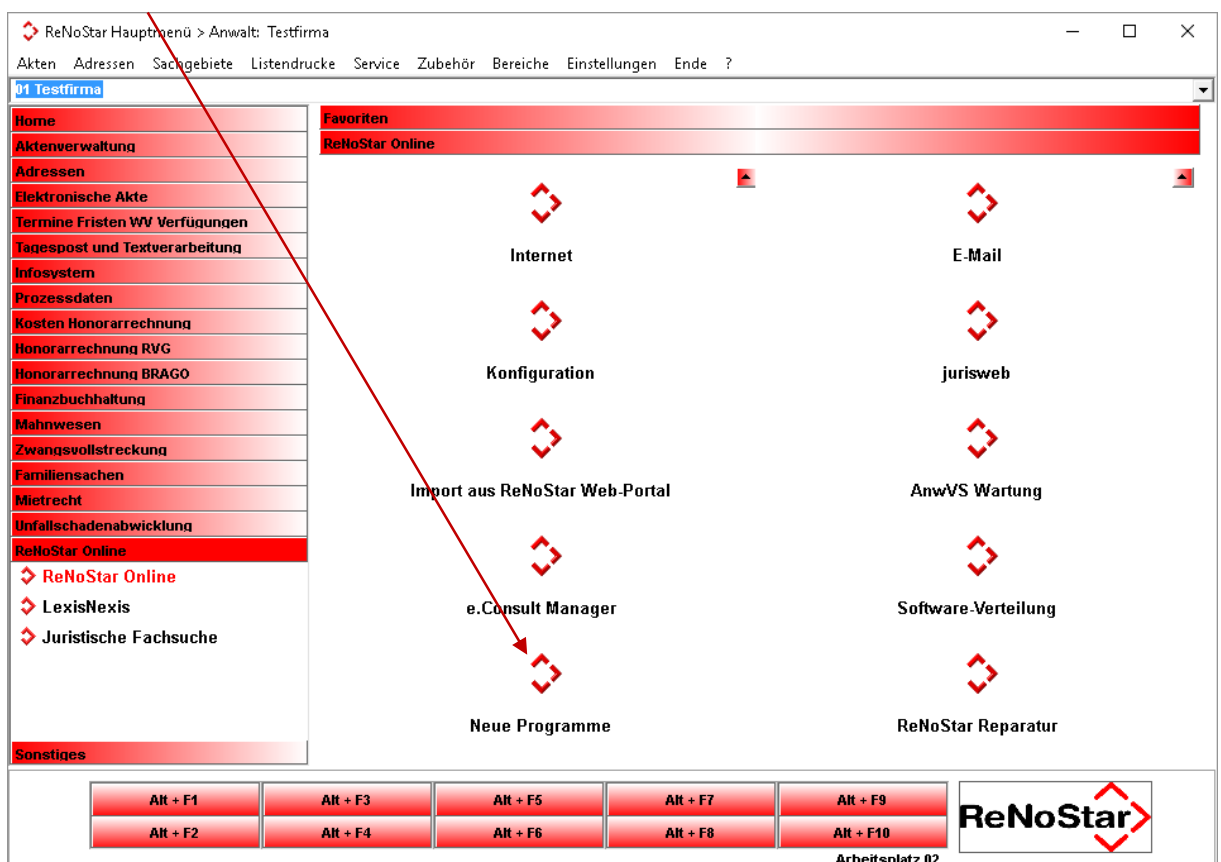 ReNoStar Hauptmenü > Anwalt: Testfirma
Akten Adressen Sachgebiete Listendrucke Service Zubehör Bereiche Einstellungen Ende ?
01 Testfirma
Home
Aktenverwaltung
Adressen
Elektronische Akte
Termine Fristen WV Verfügungen
Tagespost und Textverarbeitung
Infosystem
Prozessdaten
Kosten Honorarrechnung
Honorarrechnung RVG
Honorarrechnung BRAGO
Finanzbuchhaltung
Mahnwesen
Zwangsvollstreckung
Familiensachen
Mietrecht
Unfallschadenabwicklung
ReNoStar Online
ReNoStar Online
LexisNexis
Juristische Fachsuche
Sonstiges
Favoriten
ReNoStar Online
Internet E-Mail
Konfiguration jurisweb
Import aus ReNoStar Web-Portal AnwVS Wartung
e.Consult Manager Software-Verteilung
Neue Programme ReNoStar Reparatur
Alt + F1 Alt + F3 Alt + F5 Alt + F7 Alt + F9
Alt + F2 Alt + F4 Alt + F6 Alt + F8 Alt + F10
ReNoStar
Arbeitsplatz 02